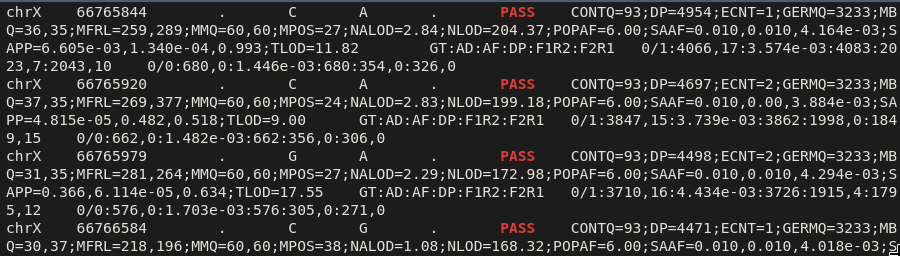 chrX 66765844 . C A . PASS CONTQ=93;DP=4954;ECNT=1;GERMQ=3233;MB
Q=36,35;MFRL=259,289;MMQ=60,60;MPOS=27;NALOD=2.84;NLOD=204.37;POPAF=6.00;SAAF=0.010,0.010,4.164e-03;S
APP=6.605e-03,1.340e-04,0.993;TLOD=11.82 GT:AD:AF:DP:F1R2:F2R1 0/1:4066,17:3.574e-03:4083:20
23,7:2043,10 0/0:680,0:1.446e-03:680:354,0:326,0
chrX 66765920 . C A . PASS CONTQ=93;DP=4697;ECNT=2;GERMQ=3233;MB
Q=37,35;MFRL=269,377;MMQ=60,60;MPOS=24;NALOD=2.83;NLOD=199.18;POPAF=6.00;SAAF=0.010,0.00,3.884e-03;SA
PP=4.815e-05,0.482,0.518;TLOD=9.00 GT:AD:AF:DP:F1R2:F2R1 0/1:3847,15:3.739e-03:3862:1998,0:184
9,15 0/0:662,0:1.482e-03:662:356,0:306,0
chrX 66765979 . G A . PASS CONTQ=93;DP=4498;ECNT=2;GERMQ=3233;MB
Q=31,35;MFRL=281,264;MMQ=60,60;MPOS=27;NALOD=2.29;NLOD=172.98;POPAF=6.00;SAAF=0.010,0.010,4.294e-03;S
APP=0.366,6.114e-05,0.634;TLOD=17.55 GT:AD:AF:DP:F1R2:F2R1 0/1:3710,16:4.434e-03:3726:1915,4:179
5,12 0/0:576,0:1.703e-03:576:305,0:271,0
chrX 66766584 . C G . PASS CONTQ=93;DP=4471;ECNT=1;GERMQ=3233;MB
Q=30,37;MFRL=218,196;MMQ=60,60;MPOS=38;NALOD=1.08;NLOD=168.32;POPAF=6.00;SAAF=0.010,0.010,4.018e-03;S